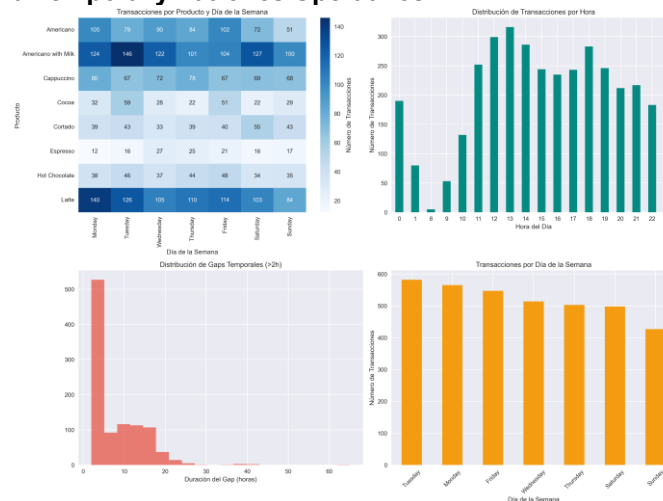 Transacciones por Producto y Día de la Semana
Producto
Americano 105 79 90 84 102 72 51
Americano with Milk 124 146 122 101 104 127 100
Cappuccino 67 72 78 67 69 68
Cocoa 32 59 28 22 51 22 29
Cortado 39 43 33 39 40 55 43
Espresso 12 16 27 25 21 16 17
Hot Chocolate 38 46 37 44 48 34 35
Latte 140 126 105 110 114 103 84
Monday Tuesday Wednesday Thursday Friday Saturday Sunday
Día de la Semana
140
120
100
80
60
40
20
Número de Transacciones
Distribución de Transacciones por Hora
Número de Transacciones
300
250
200
150
100
50
0
0 1 8 9 10 11 12 13 14 15 16 17 18 19 20 21 22
Hora del Día
Distribución de Gaps Temporales (>2h)
500
400
300
200
100
0
0 10 20 30 40 50 60
Duración del Gap (horas)
Transacciones por Día de la Semana
Número de Transacciones
600
500
400
300
200
100
0
Tuesday Monday Friday Wednesday Thursday Saturday Sunday
Día de la Semana